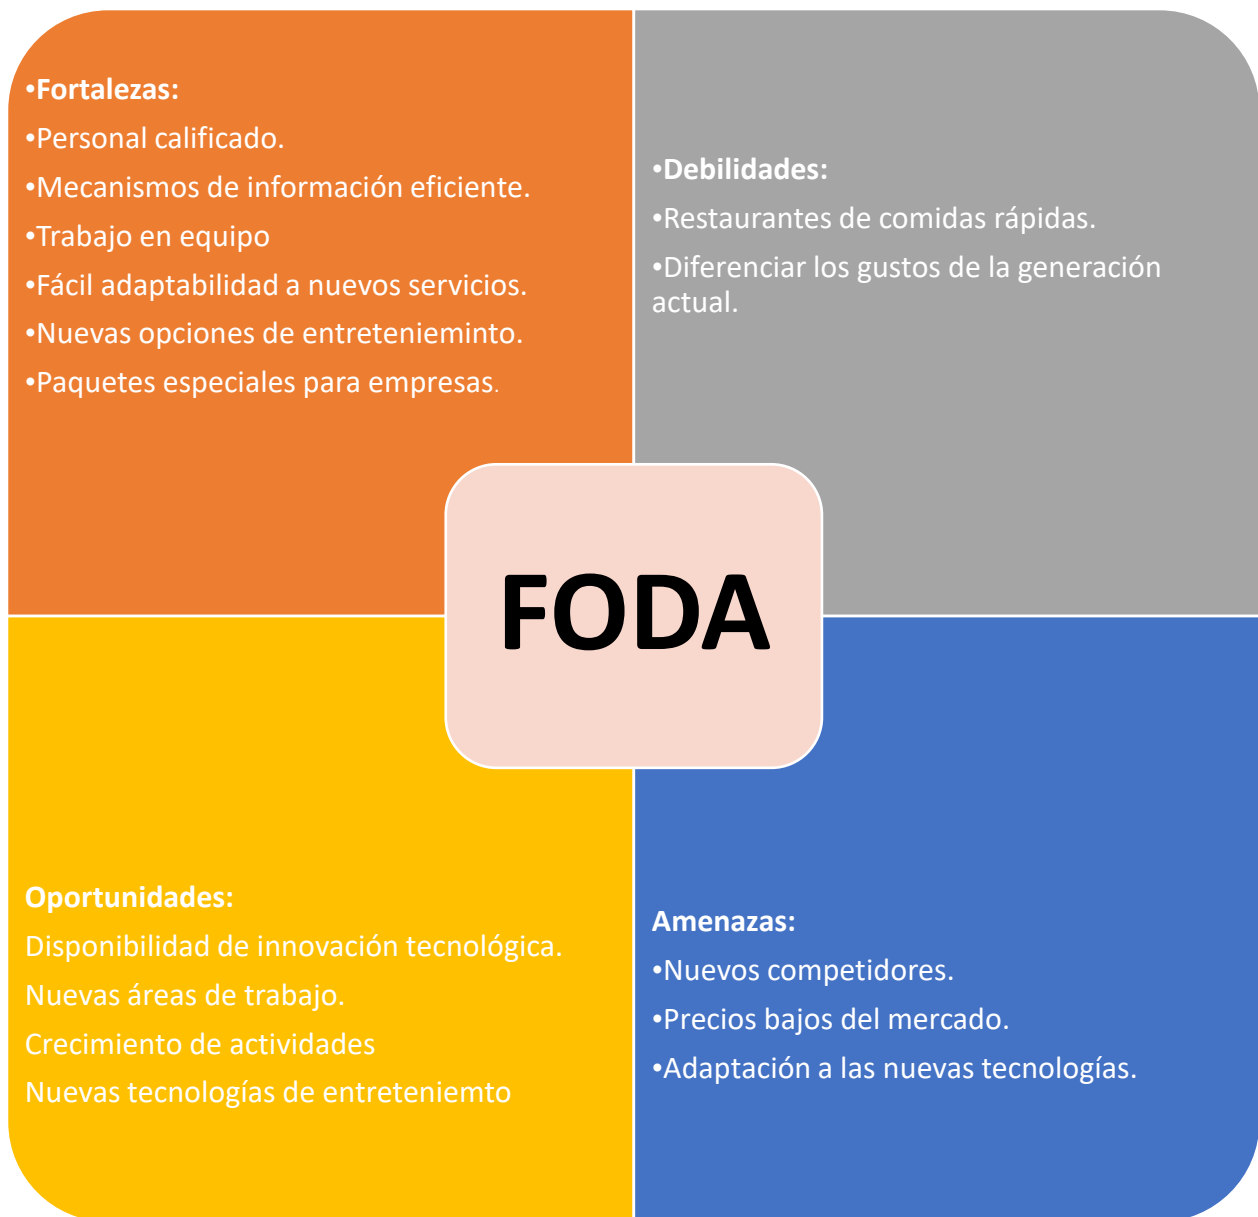 •Fortalezas:
•Personal calificado.
•Mecanismos de información eficiente.
•Trabajo en equipo
•Fácil adaptabilidad a nuevos servicios.
•Nuevas opciones de entretenieminto.
•Paquetes especiales para empresas.
•Debilidades:
•Restaurantes de comidas rápidas.
•Diferenciar los gustos de la generación
actual.
FODA
Oportunidades:
Disponibilidad de innovación tecnológica.
Nuevas áreas de trabajo.
Crecimiento de actividades
Nuevas tecnologías de entreteniemto
Amenazas:
•Nuevos competidores.
•Precios bajos del mercado.
•Adaptación a las nuevas tecnologías.